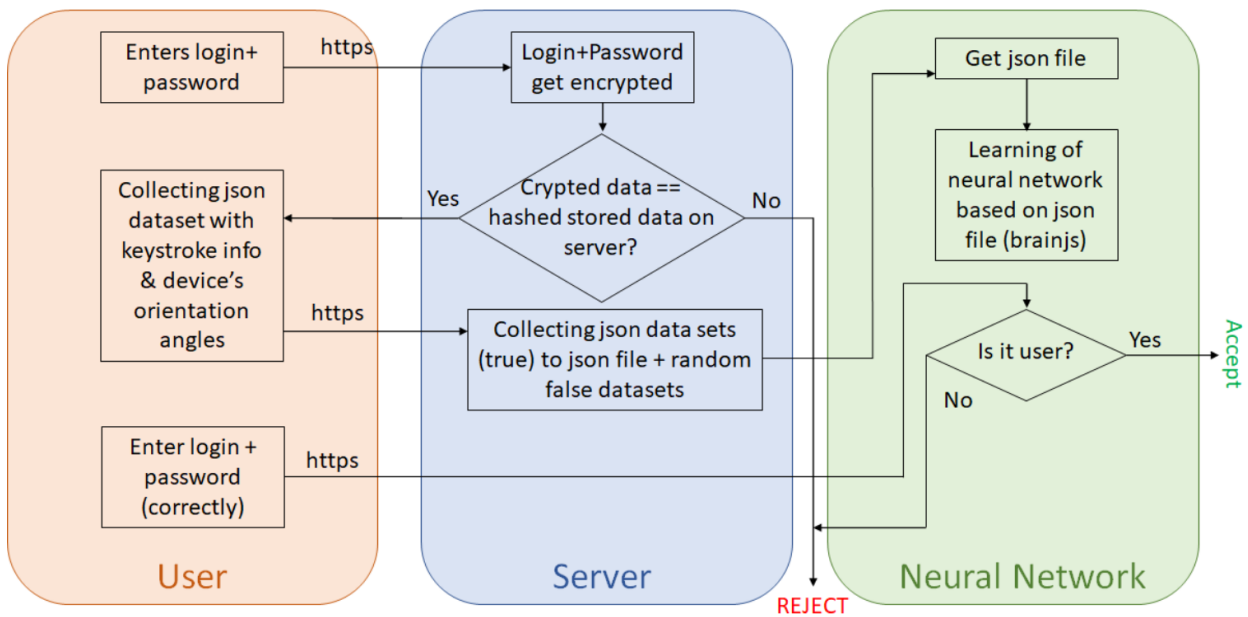 Enters login+
password
https
Login+Password
get encrypted
Get json file
Learning of
neural network
based on json
file (brainjs)
Collecting json
dataset with
keystroke info
& device's
orientation
angles
Yes
Crypted data ==
hashed stored data on
server?
No
https
Collecting json data sets
(true) to json file + random
false datasets
Is it user?
Yes
Accept
No
Enter login +
password
(correctly)
https
User
Server
Neural Network
REJECT